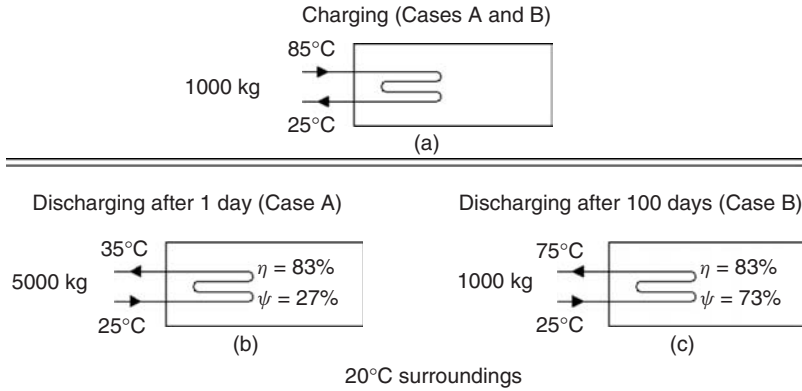 Charging (Cases A and B)
85°C
1000 kg
25°C
(a)
Discharging after 1 day (Case A)
35°C
5000 kg
η = 83%
ψ = 27%
25°C
(b)
Discharging after 100 days (Case B)
75°C
1000 kg
η = 83%
ψ = 73%
25°C
(c)
20°C surroundings